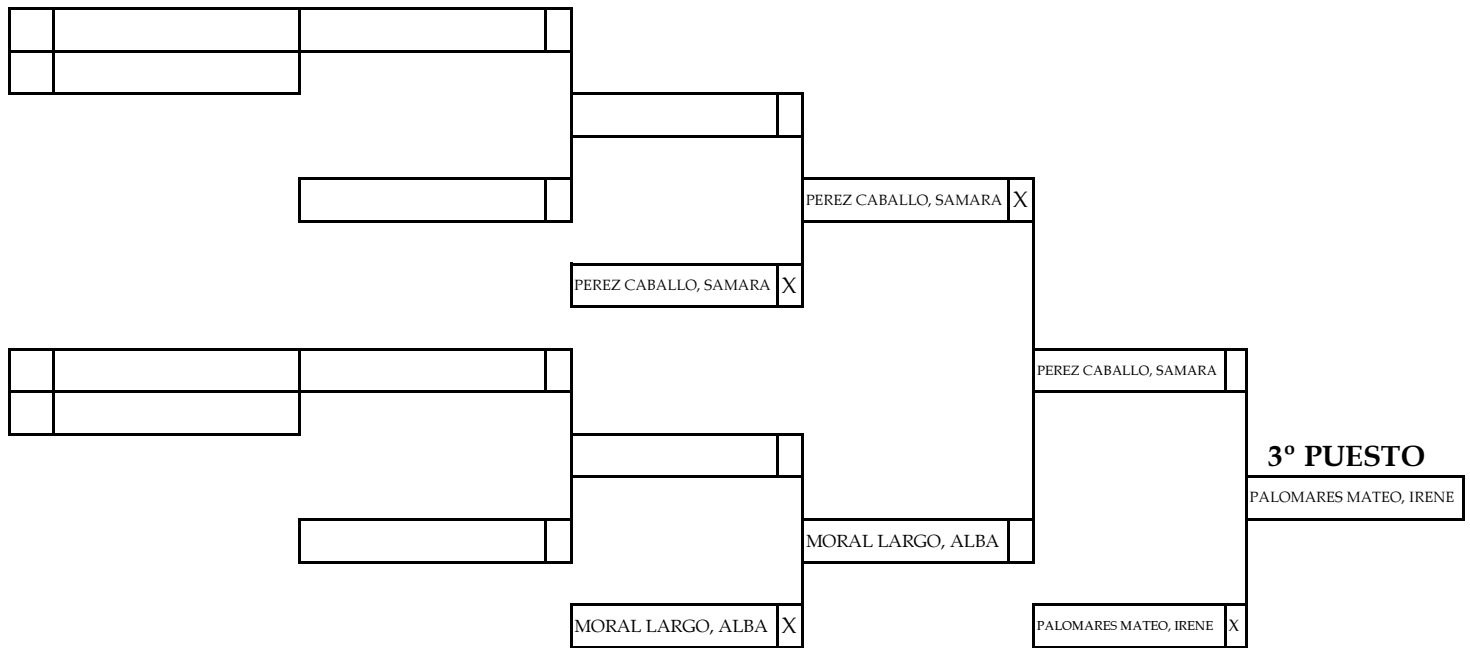 PEREZ CABALLO, SAMARA X
PEREZ CABALLO, SAMARA X
PEREZ CABALLO, SAMARA
3º PUESTO
PALOMARES MATEO, IRENE
MORAL LARGO, ALBA
MORAL LARGO, ALBA X
PALOMARES MATEO, IRENE X